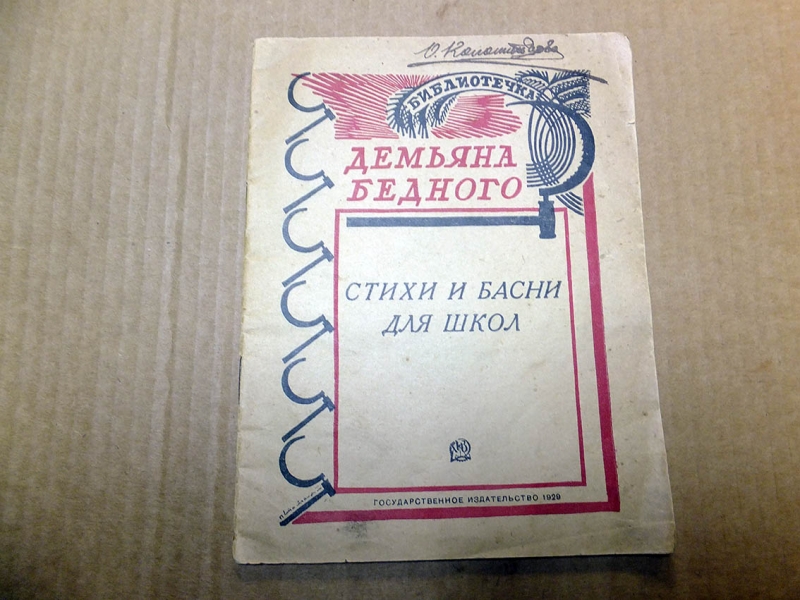 БИБЛИОТЕЧКА
ДЕМЬЯНА
БЕДНОГО
СТИХИ И БАСНИ
ДЛЯ ШКОЛ
ГОСУДАРСТВЕННОЕ ИЗДАТЕЛЬСТВО 1929